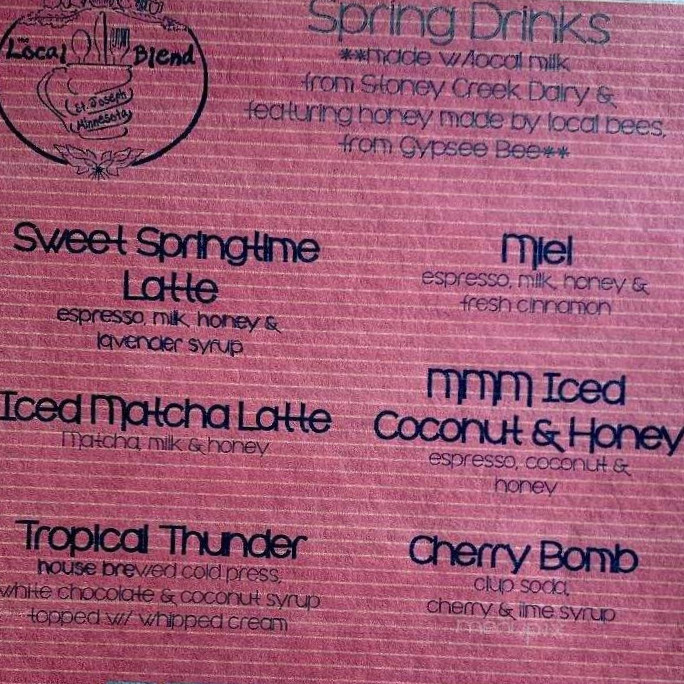 The Local Blend
St. Joseph
Minnesota
Spring Drinks
**made w/local milk
from Stoney Creek Dairy &
featuring honey made by local bees,
from Gypsee Bee**
Sweet Springtime
Latte
espresso, milk, honey &
lavender syrup
Miel
espresso, milk, honey &
fresh cinnamon
Iced Matcha Latte
Matcha, milk & honey
MMM Iced
Coconut & Honey
espresso, coconut &
honey
Tropical Thunder
house brewed cold press,
white chocolate & coconut syrup
topped w/ whipped cream
Cherry Bomb
clup soda,
cherry & lime syrup